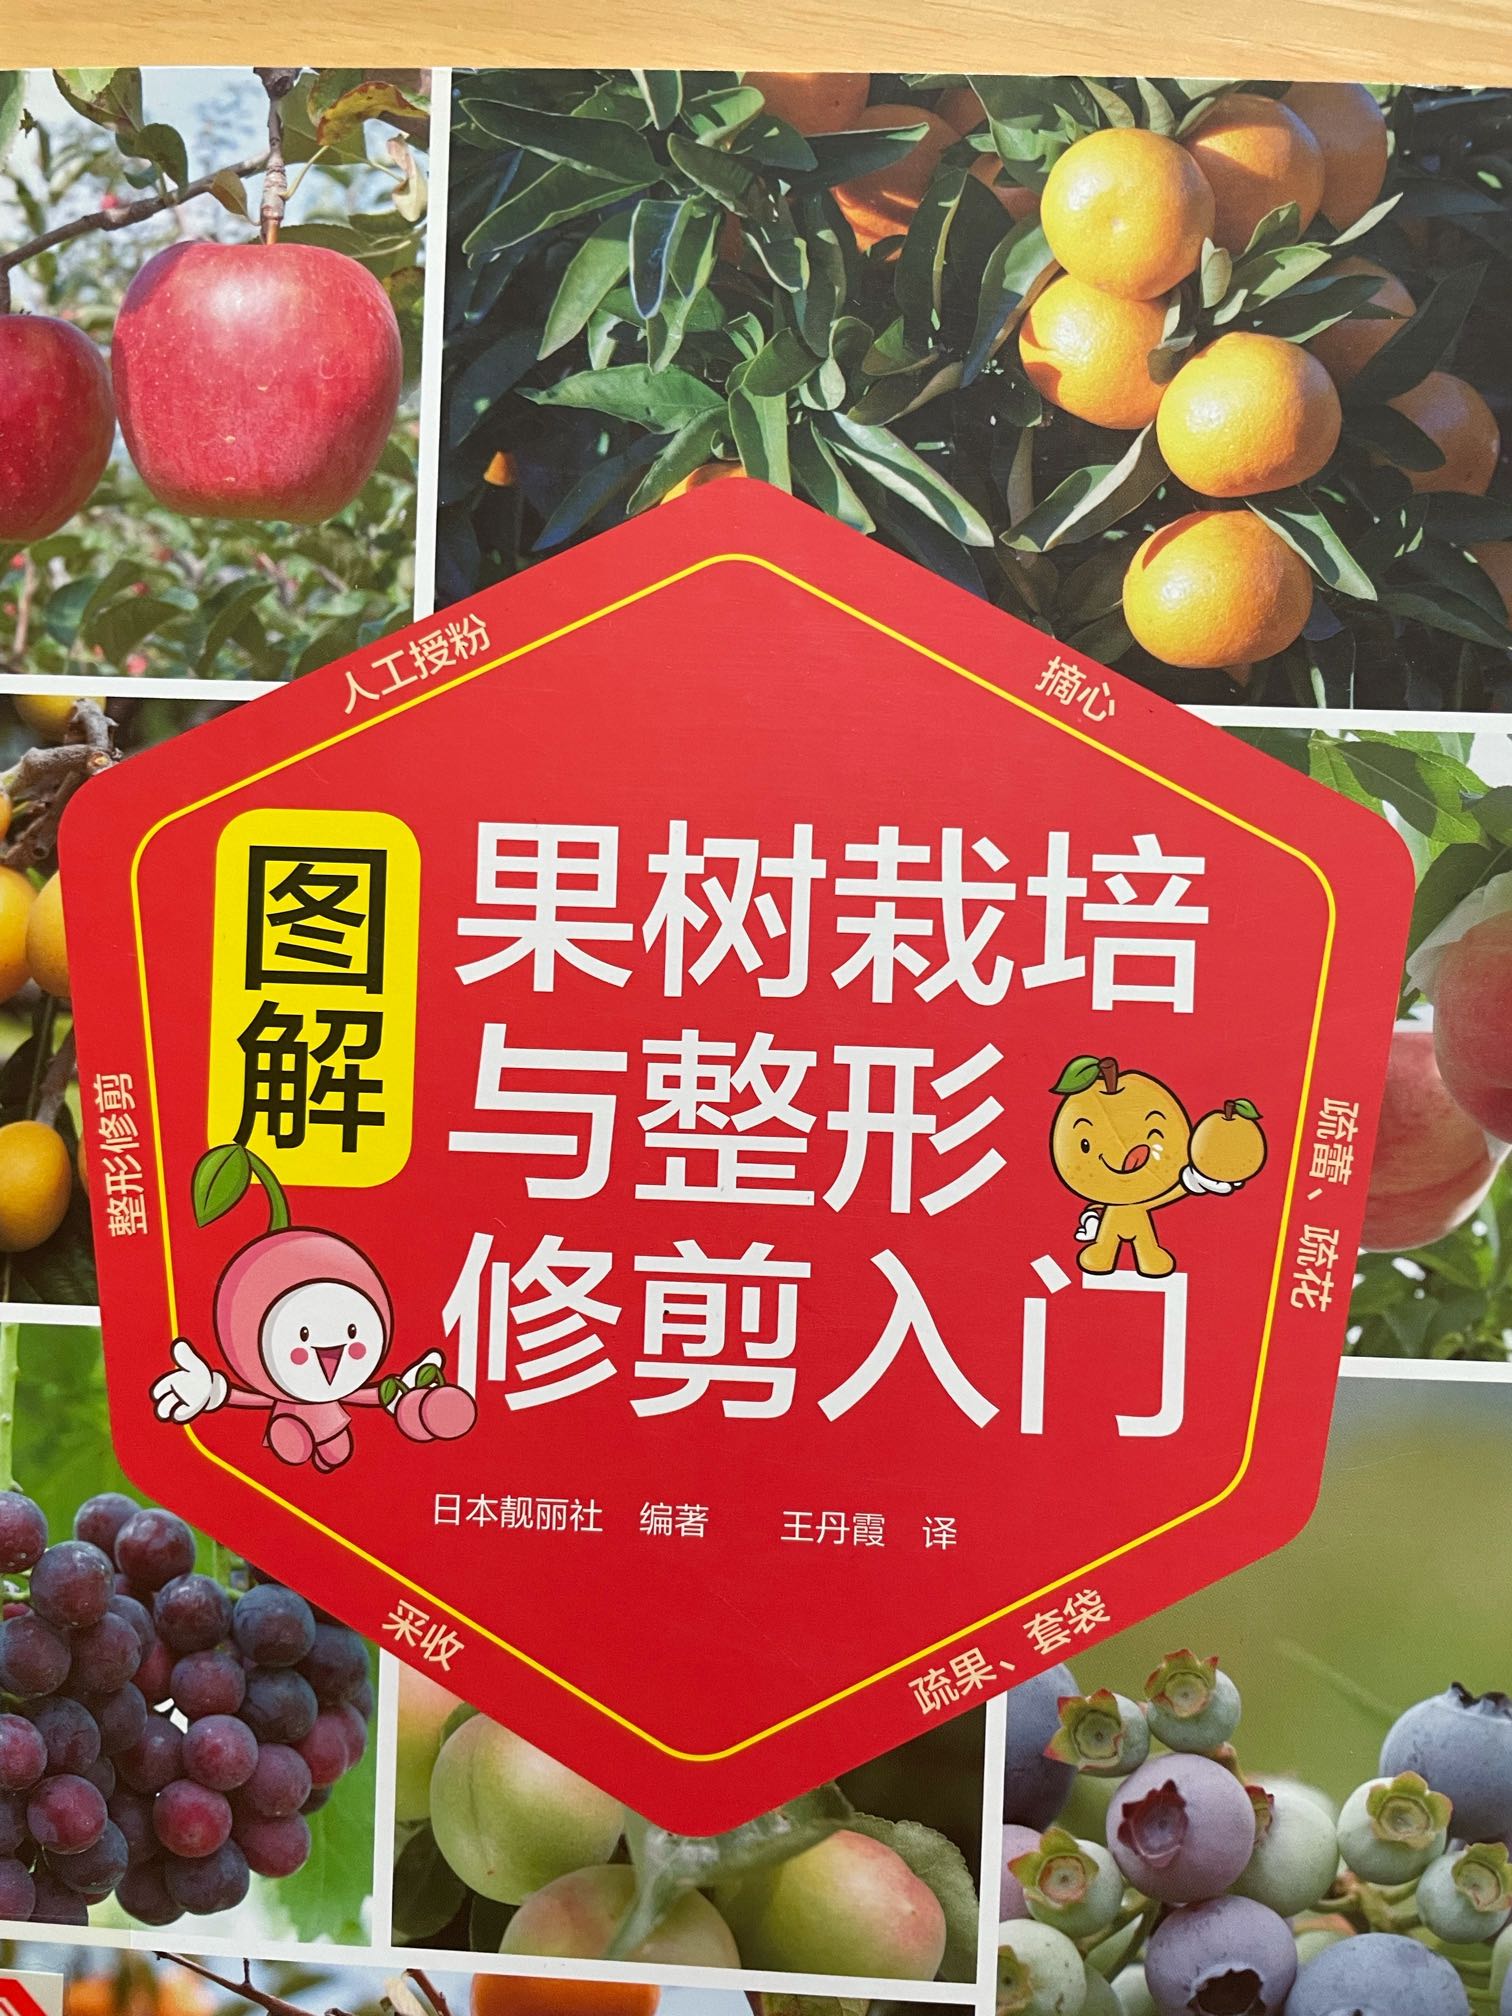 人工授粉
摘心
图解
果树栽培
与整形
修剪入门
整形修剪
疏蕾、疏花
日本靓丽社 编著 王丹霞 译
采收
疏果、套袋